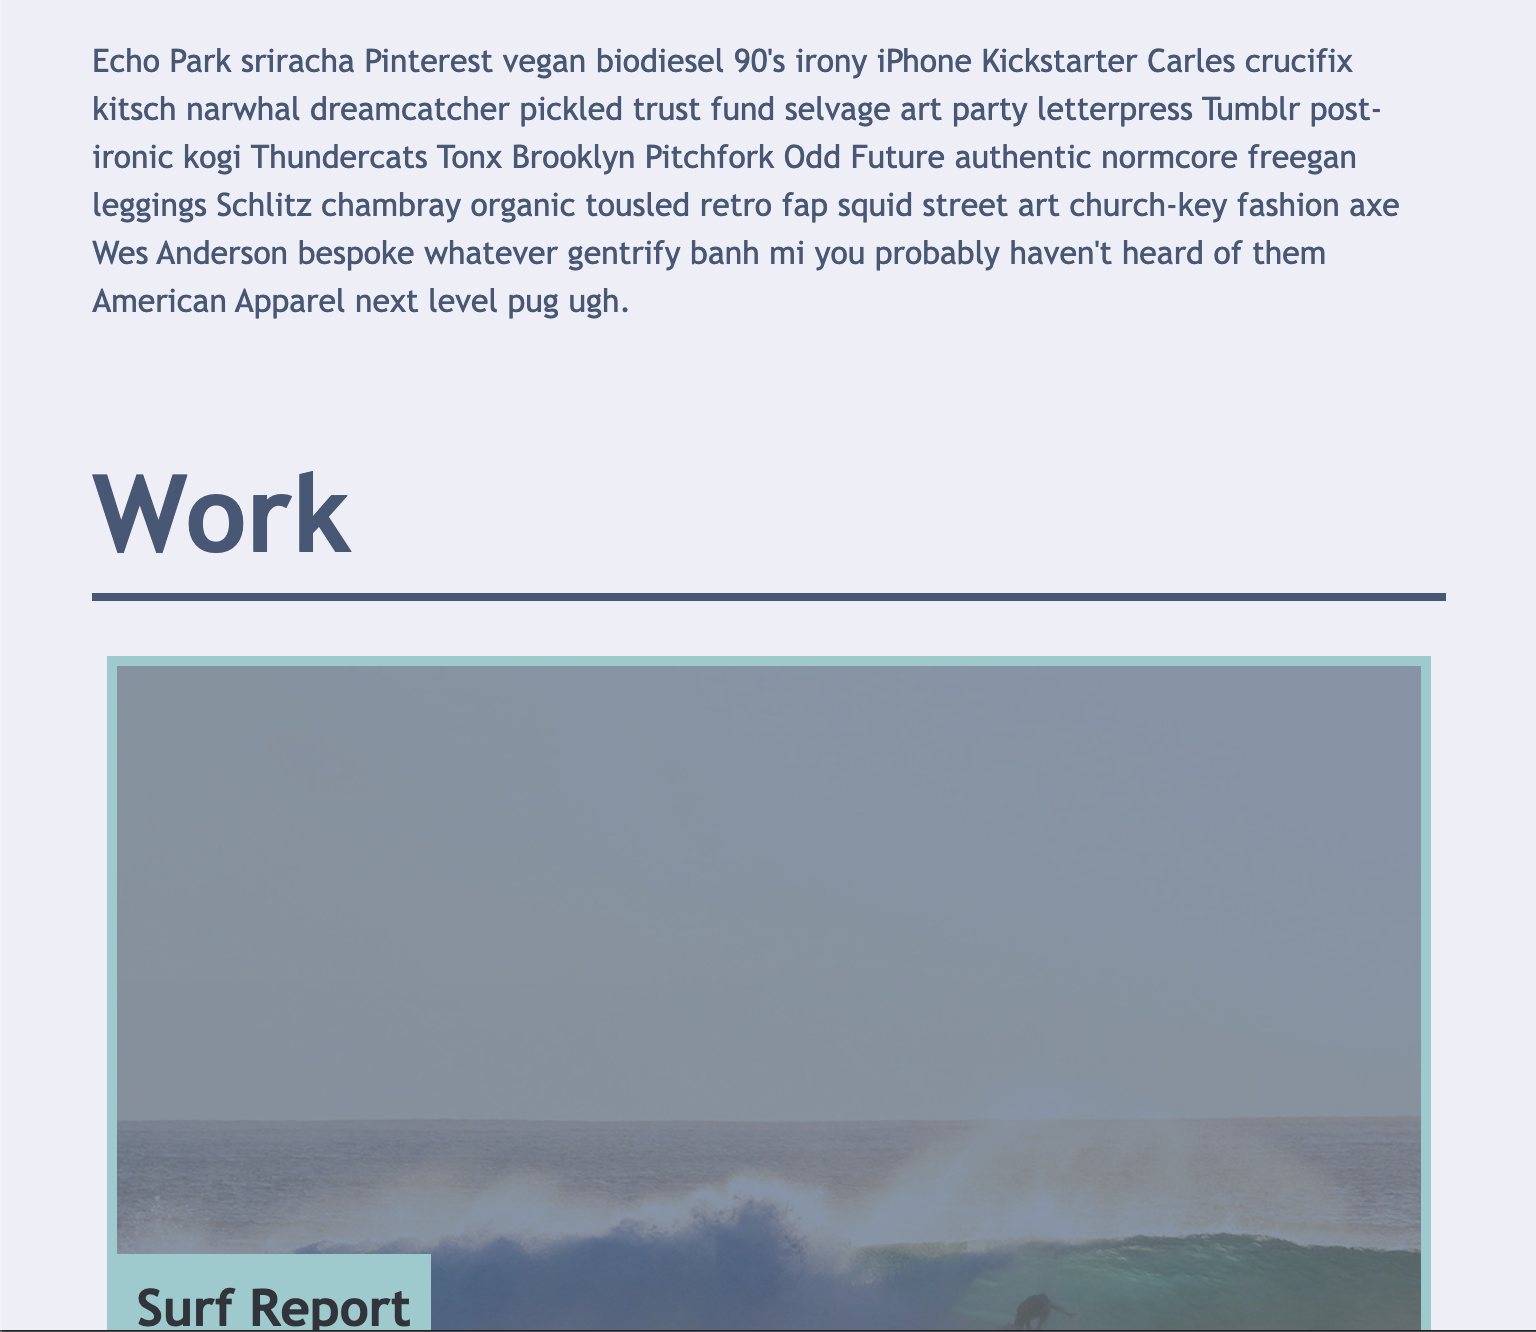 Echo Park sriracha Pinterest vegan biodiesel 90's irony iPhone Kickstarter Carles crucifix
kitsch narwhal dreamcatcher pickled trust fund selvage art party letterpress Tumblr post-
ironic kogi Thundercats Tonx Brooklyn Pitchfork Odd Future authentic normcore freegan
leggings Schlitz chambray organic tousled retro fap squid street art church-key fashion axe
Wes Anderson bespoke whatever gentrify banh mi you probably haven't heard of them
American Apparel next level pug ugh.
Work
Surf Report